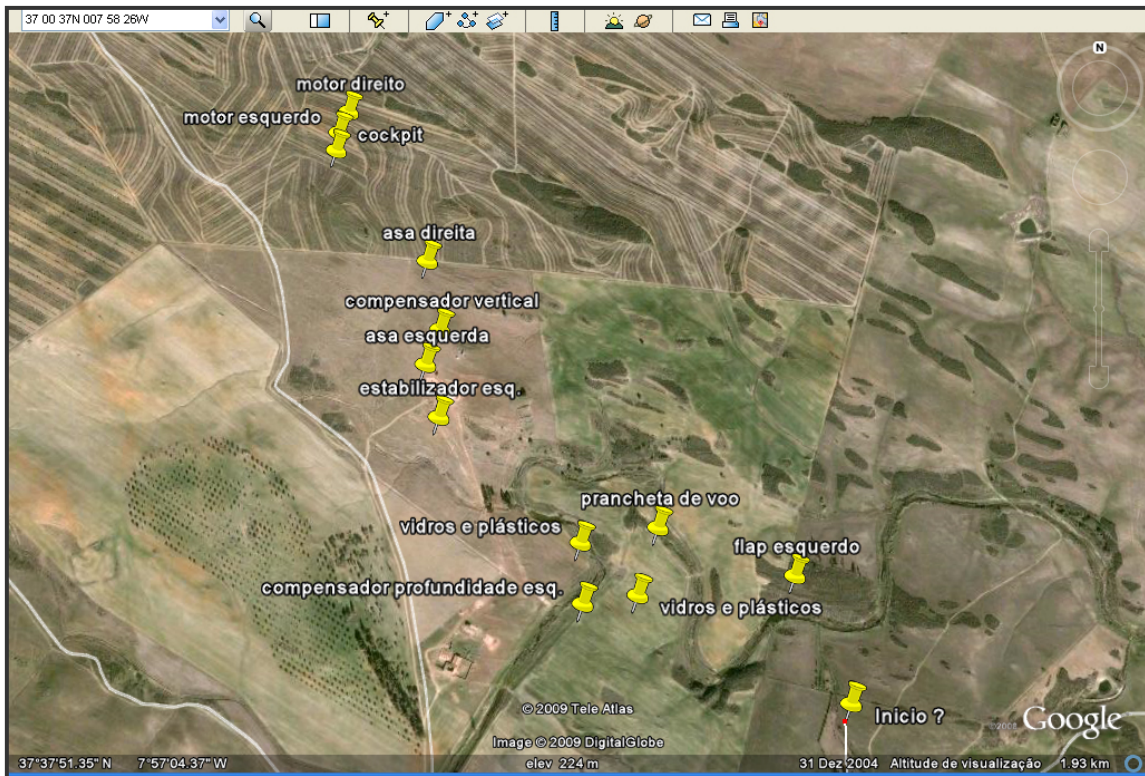 37 00 37N 007 58 26W
N
motor direito
motor esquerdo
cockpit
asa direita
compensador vertical
asa esquerda
estabilizador esq.
prancheta de voo
vidros e plásticos
flap esquerdo
compensador profundidade esq.
vidros e plásticos
Inicio ?
© 2009 Tele Atlas
©2008 Google
Image © 2009 DigitalGlobe
37°37'51.35" N 7°57'04.37" W elev 224 m 31 Dez 2004 Altitude de visualização 1.93 km